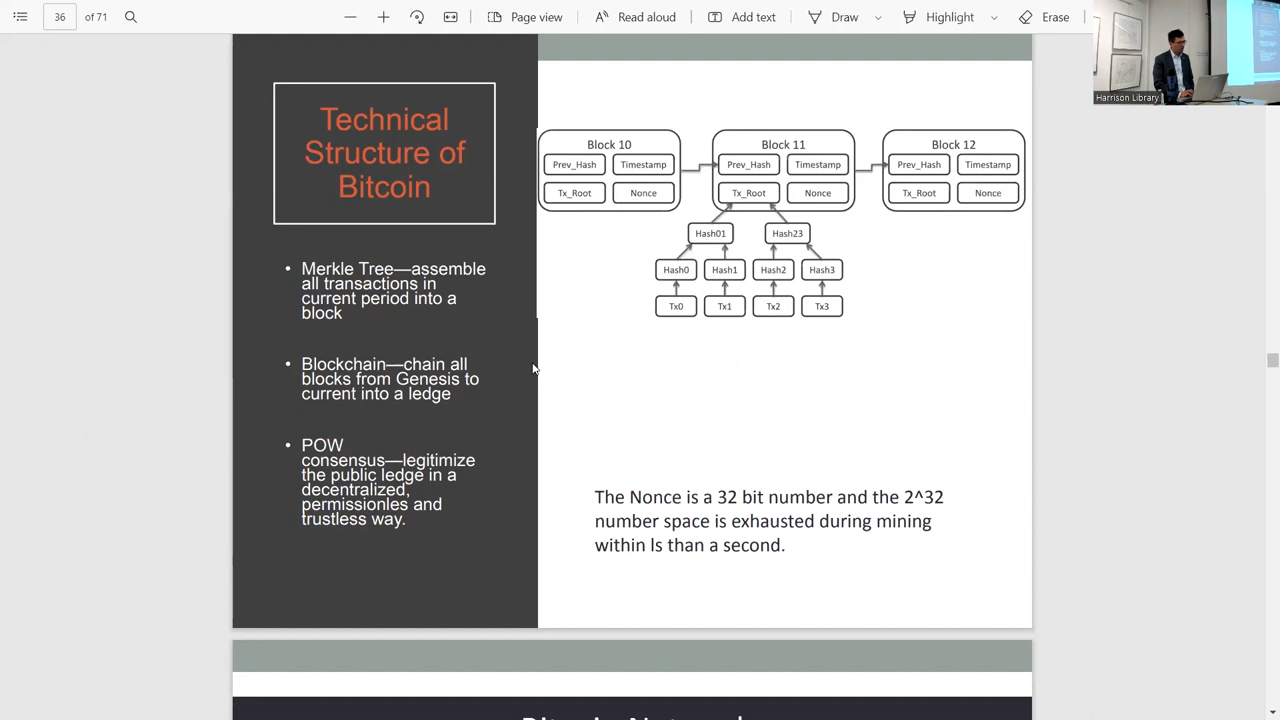 36 of 71 Page view Read aloud Add text Draw Highlight Erase
Harrison Library
Technical
Structure of
Bitcoin
• Merkle Tree—assemble
all transactions in
current period into a
block
• Blockchain—chain all
blocks from Genesis to
current into a ledge
• POW
consensus—legitimize
the public ledge in a
decentralized,
permissionles and
trustless way.
Block 10 Block 11 Block 12
Prev_Hash Timestamp Prev_Hash Timestamp Prev_Hash Timestamp
Tx_Root Nonce Tx_Root Nonce Tx_Root Nonce
Hash01 Hash23
Hash0 Hash1 Hash2 Hash3
Tx0 Tx1 Tx2 Tx3
The Nonce is a 32 bit number and the 2^32
number space is exhausted during mining
within ls than a second.